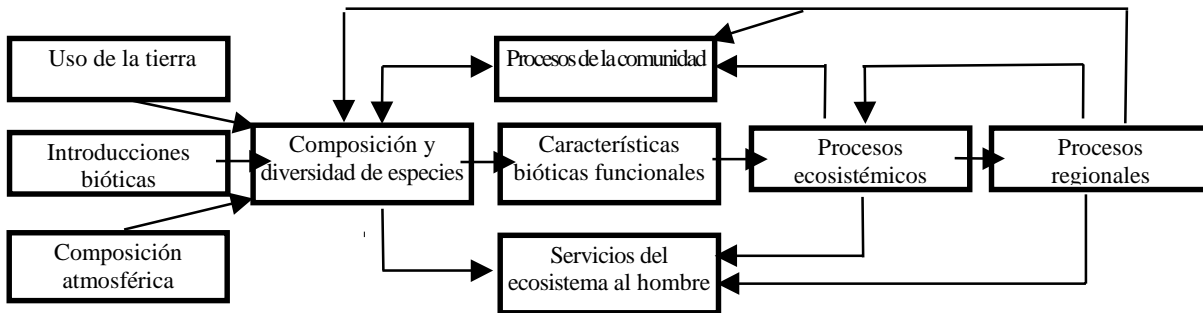 Uso de la tierra
Procesos de la comunidad
Introducciones
bióticas
Composición y
diversidad de especies
Características
bióticas funcionales
Procesos
ecosistémicos
Procesos
regionales
Composición
atmosférica
Servicios del
ecosistema al hombre